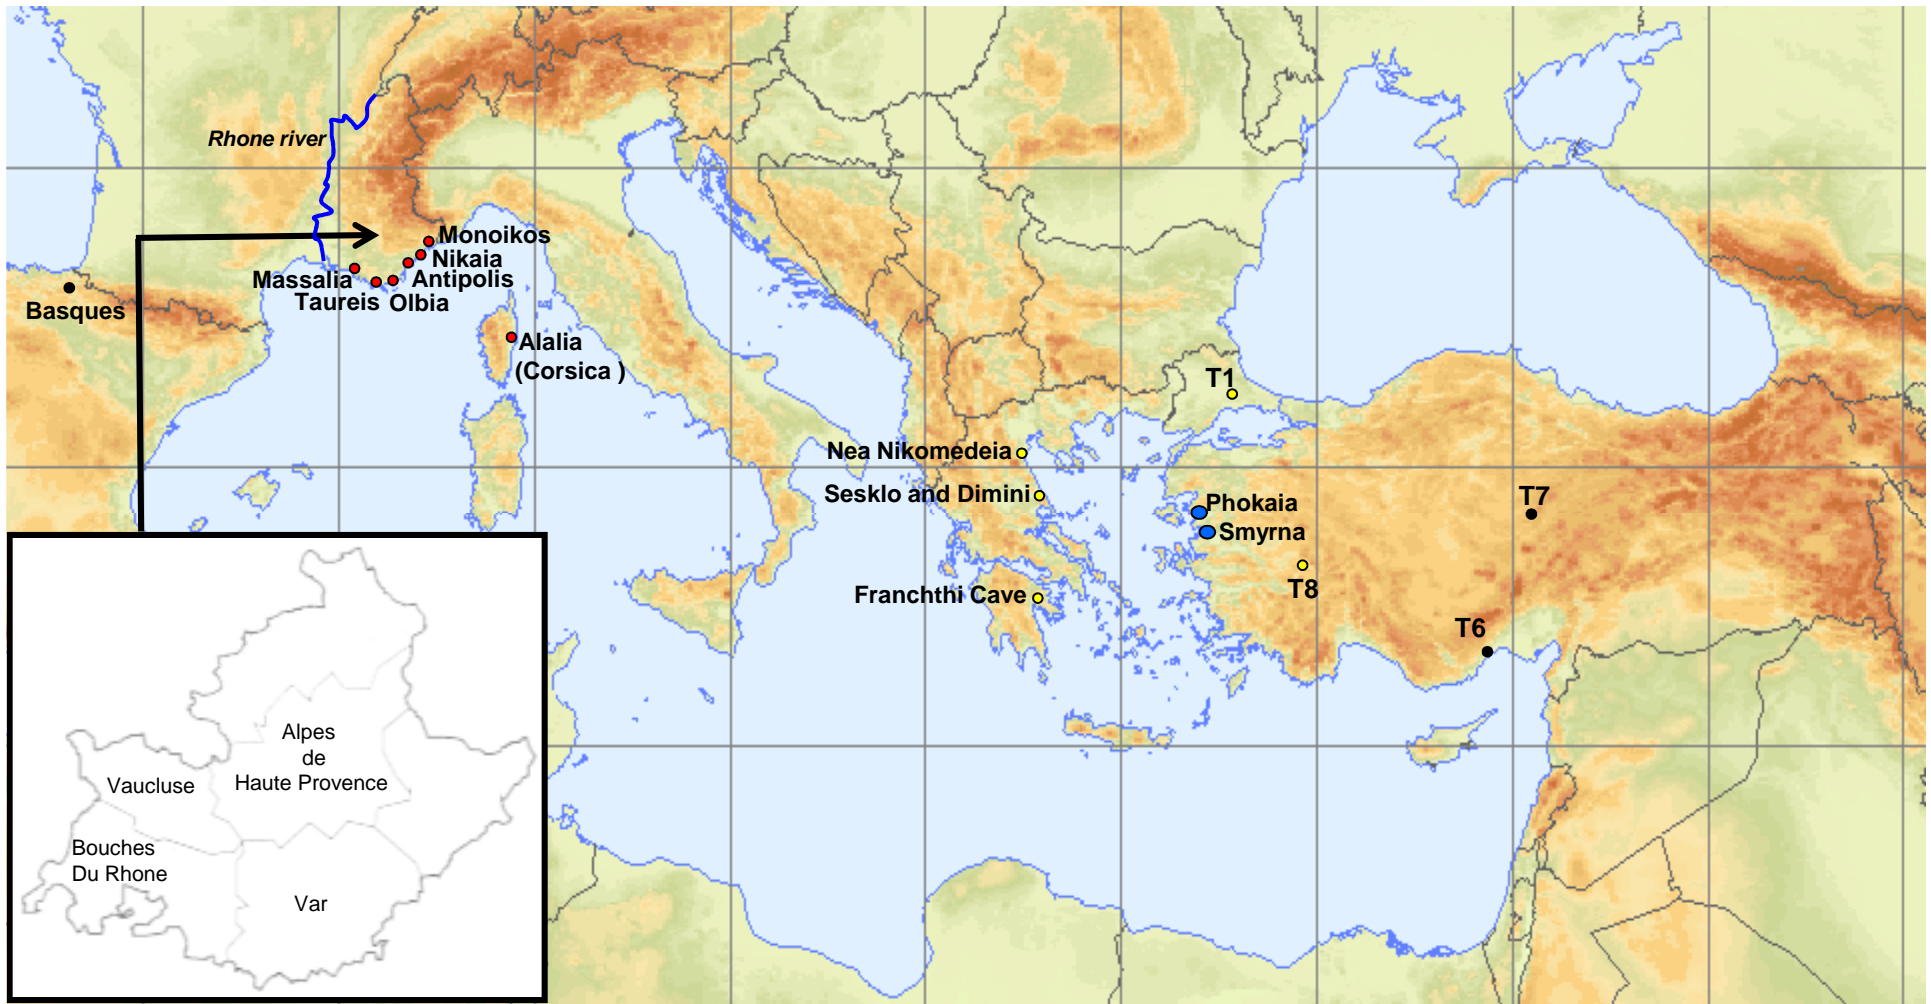 Rhone river
Monoikos
Nikaia
Massalia
Antipolis
Taureis
Olbia
Basques
Alalia
(Corsica )
T1
Nea Nikomedeia
Sesklo and Dimini
Phokaia
Smyrna
T7
T8
Franchthi Cave
T6
Alpes
de
Haute Provence
Vaucluse
Bouches
Du Rhone
Var